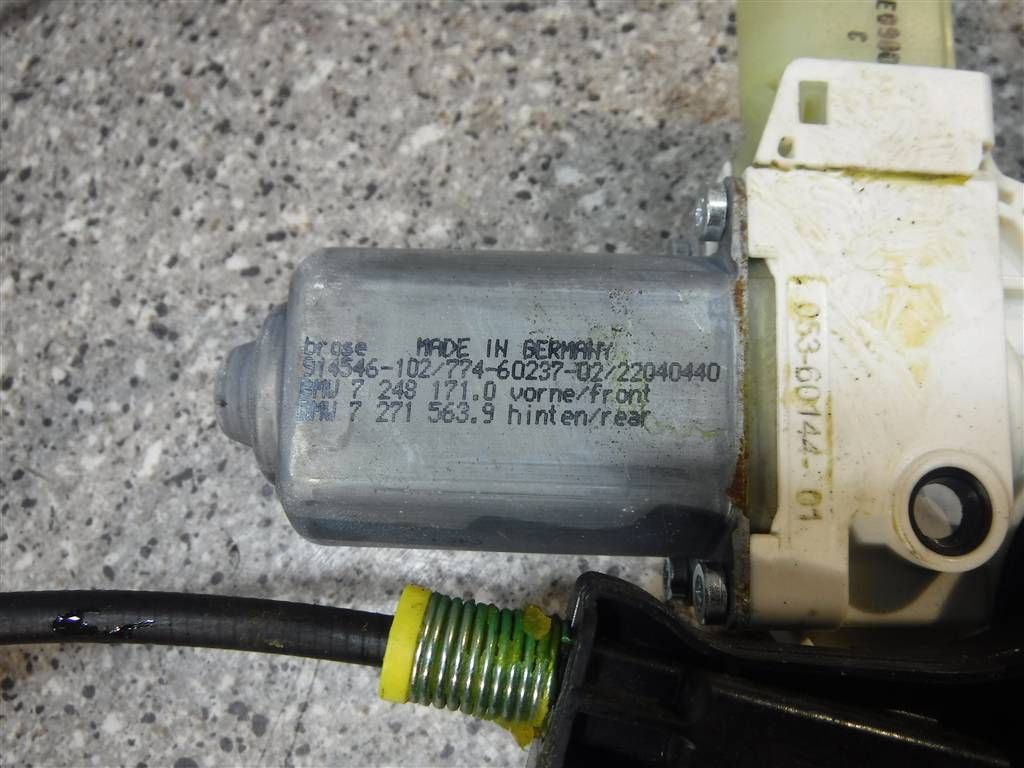 brose MADE IN GERMANY
914546-102/774-60237-02/22040440
BMW 7 248 171.0 vorne/front
BMW 7 271 563.9 hinten/rear
053-60144-01
C